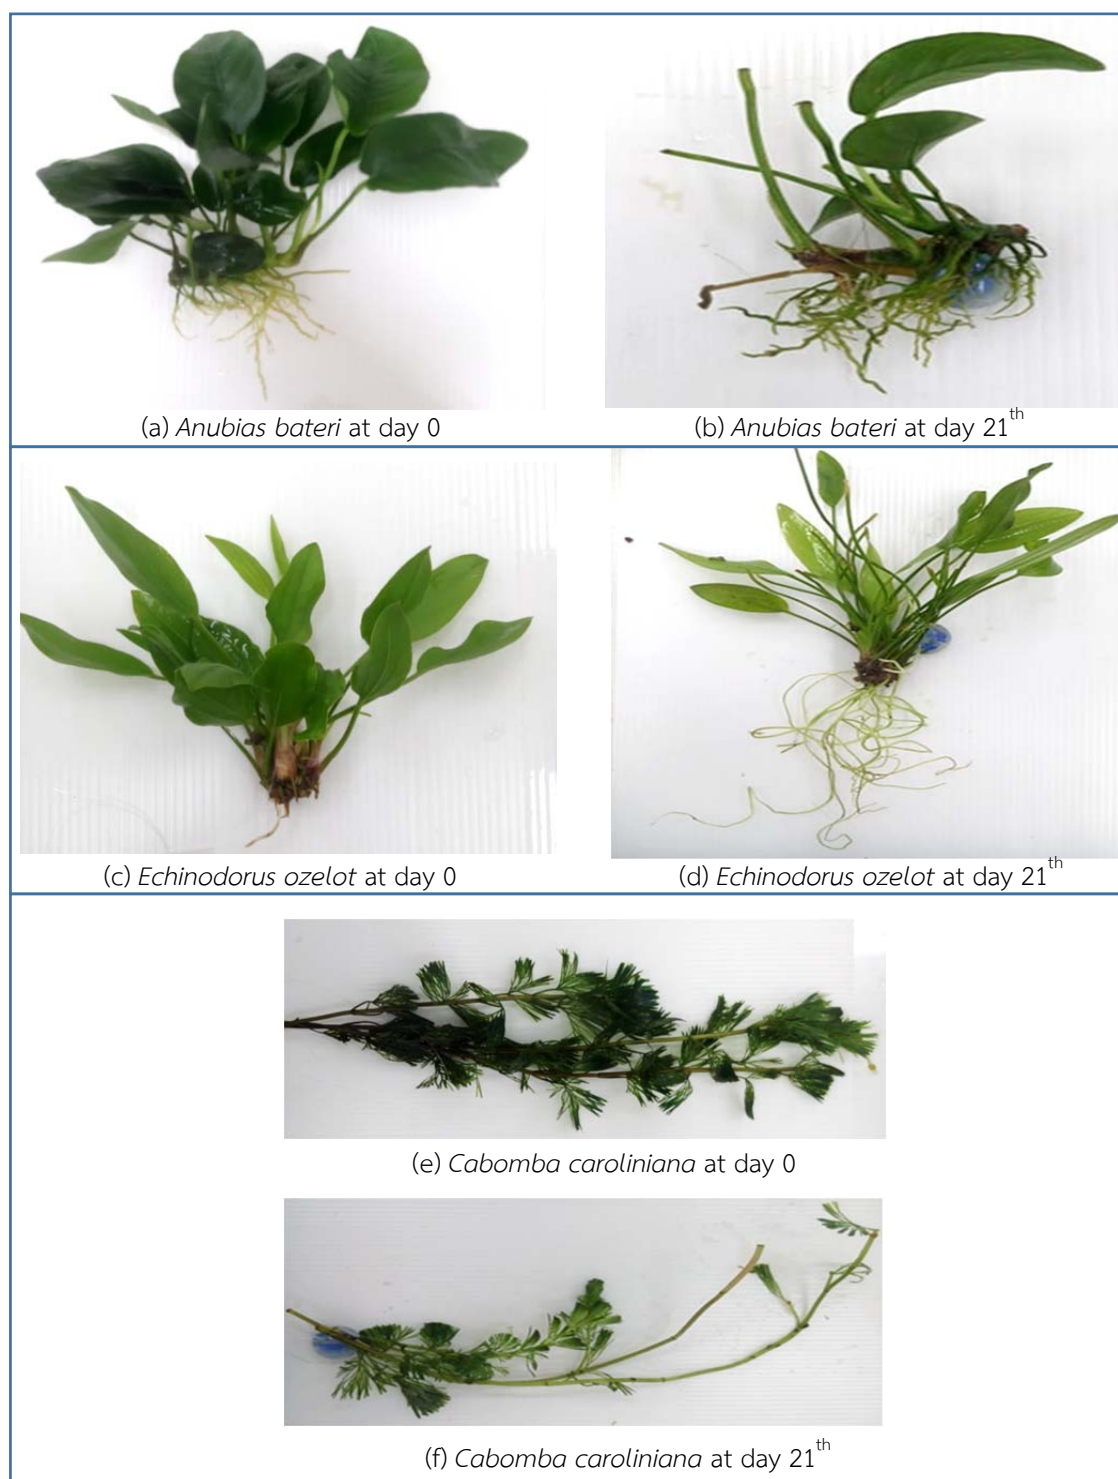 (a) Anubias bateri at day 0
(b) Anubias bateri at day 21th
(c) Echinodorus ozelot at day 0
(d) Echinodorus ozelot at day 21th
(e) Cabomba caroliniana at day 0
(f) Cabomba caroliniana at day 21th